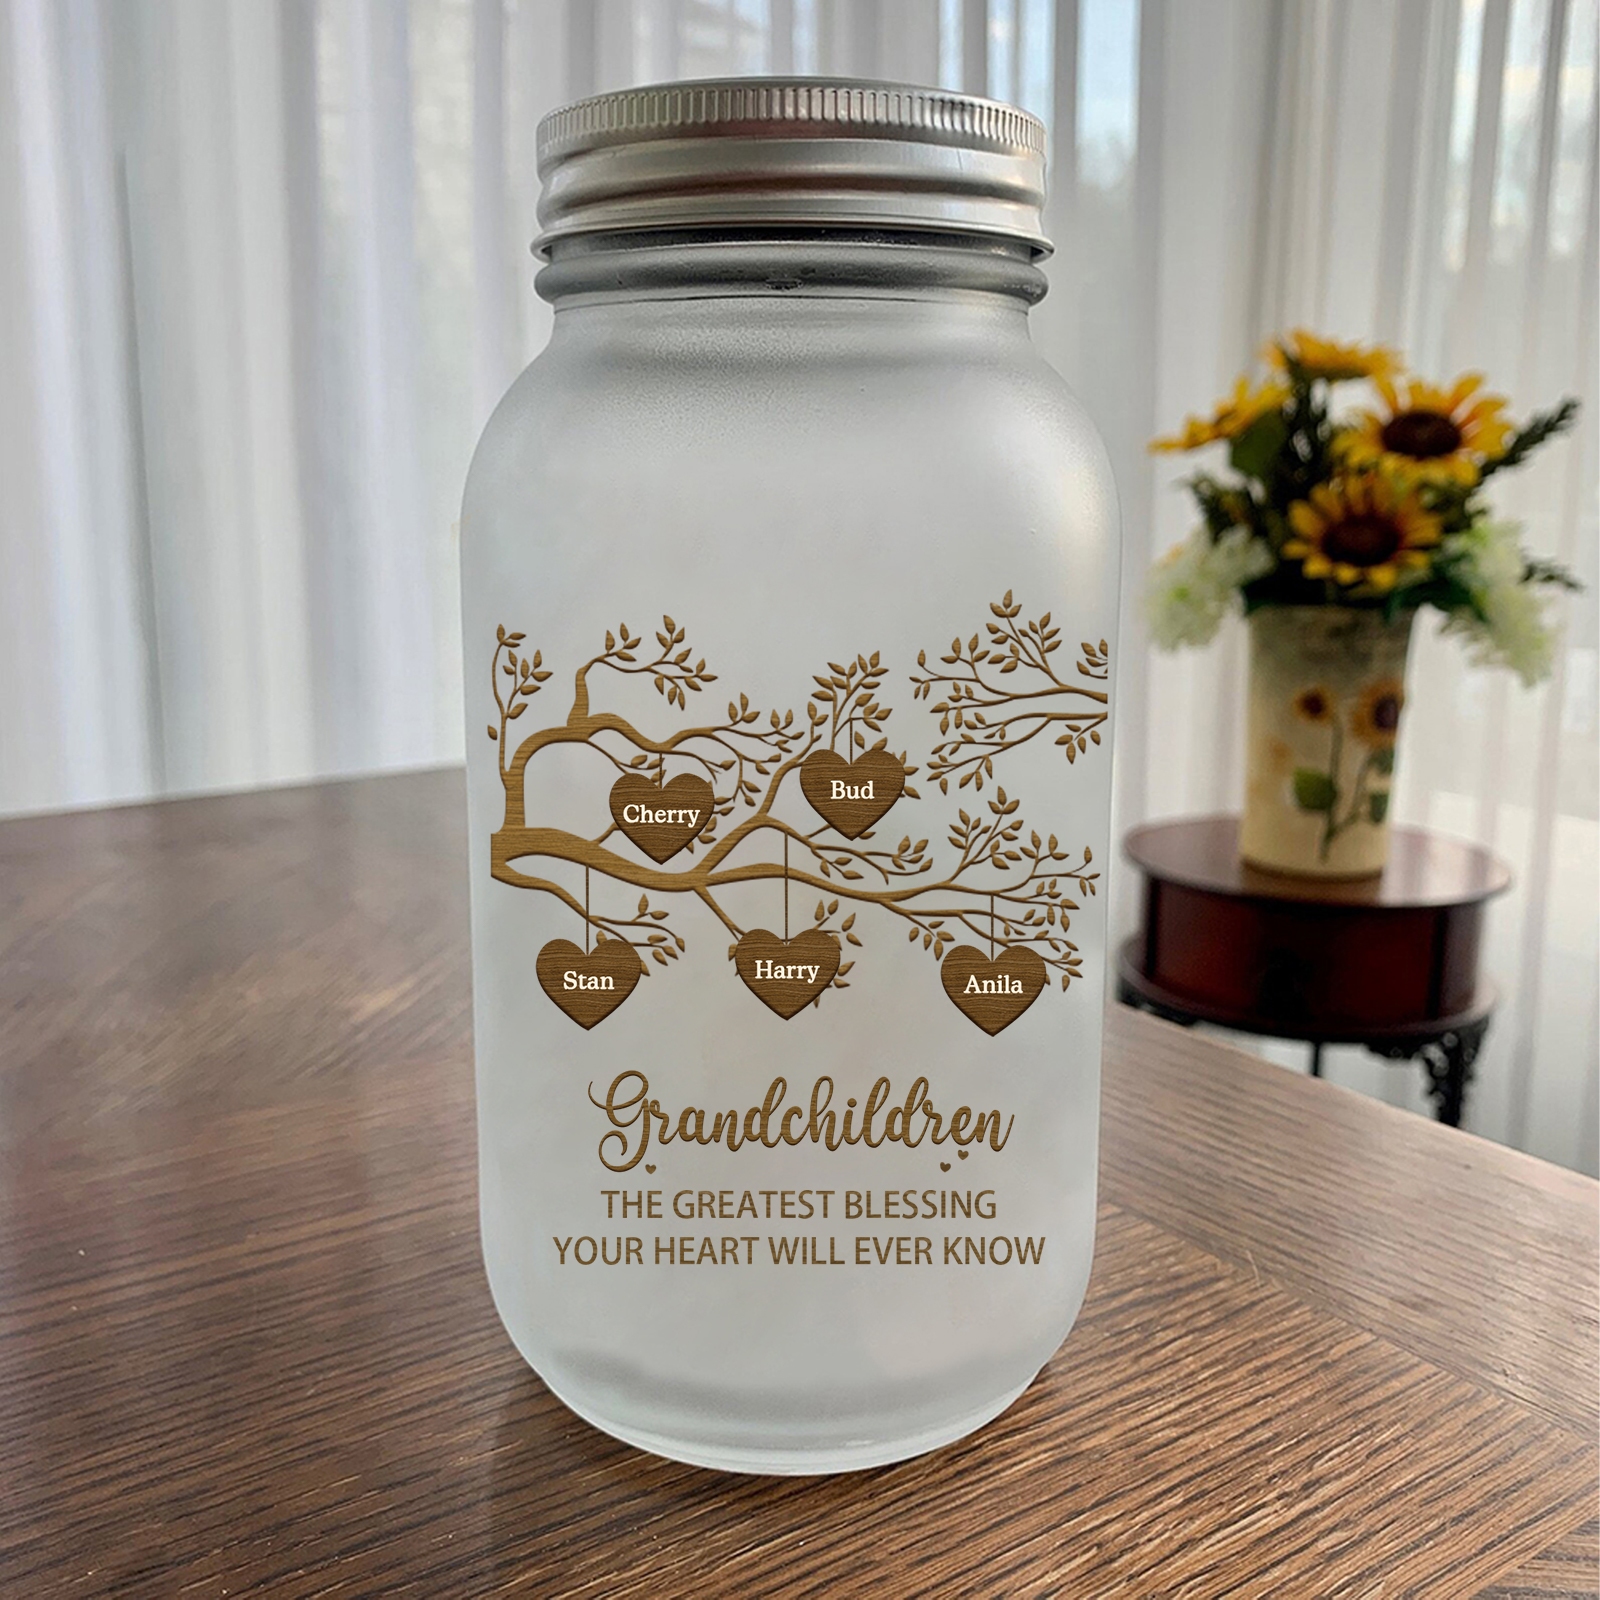 Cherry
Bud
Stan
Harry
Anila
Grandchildren
THE GREATEST BLESSING
YOUR HEART WILL EVER KNOW